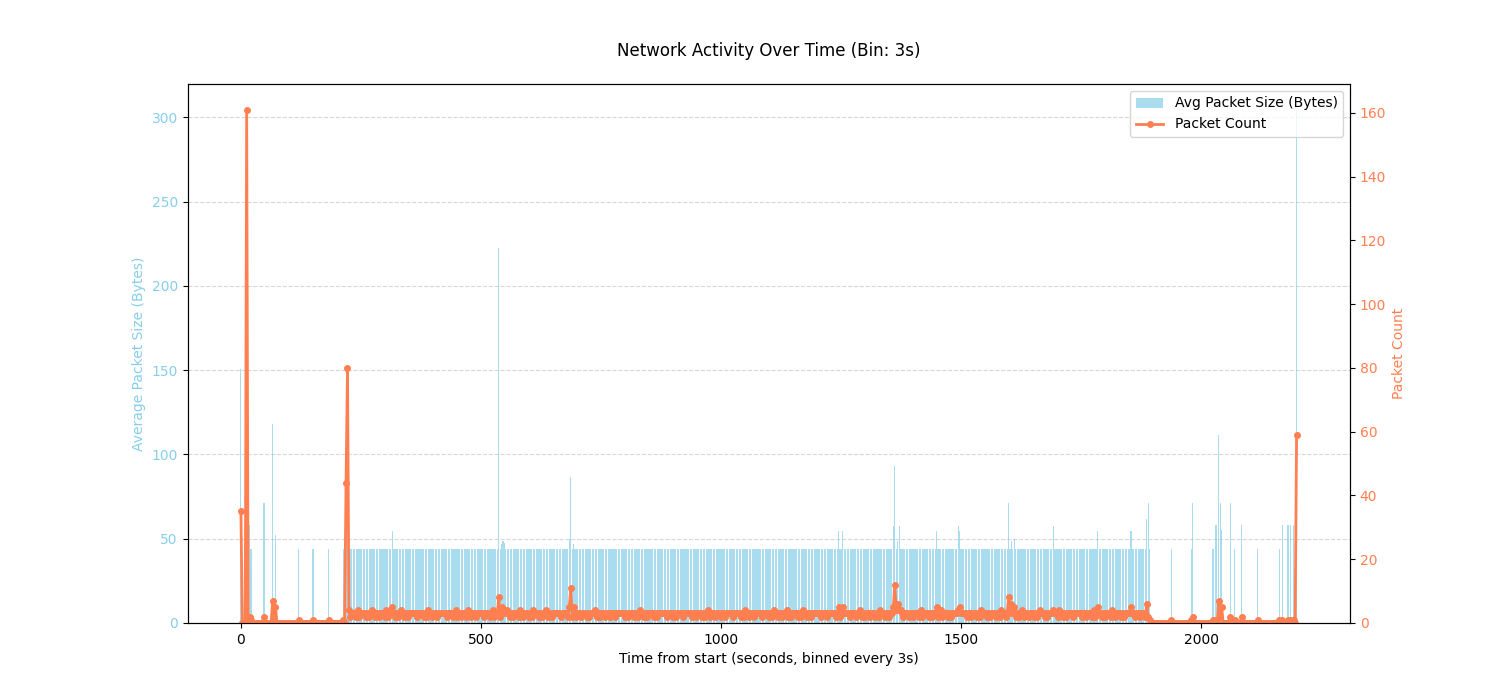 Network Activity Over Time (Bin: 3s)
Avg Packet Size (Bytes)
Packet Count
300
250
200
150
100
50
0
Average Packet Size (Bytes)
160
140
120
100
80
60
40
20
0
Packet Count
0 500 1000 1500 2000
Time from start (seconds, binned every 3s)